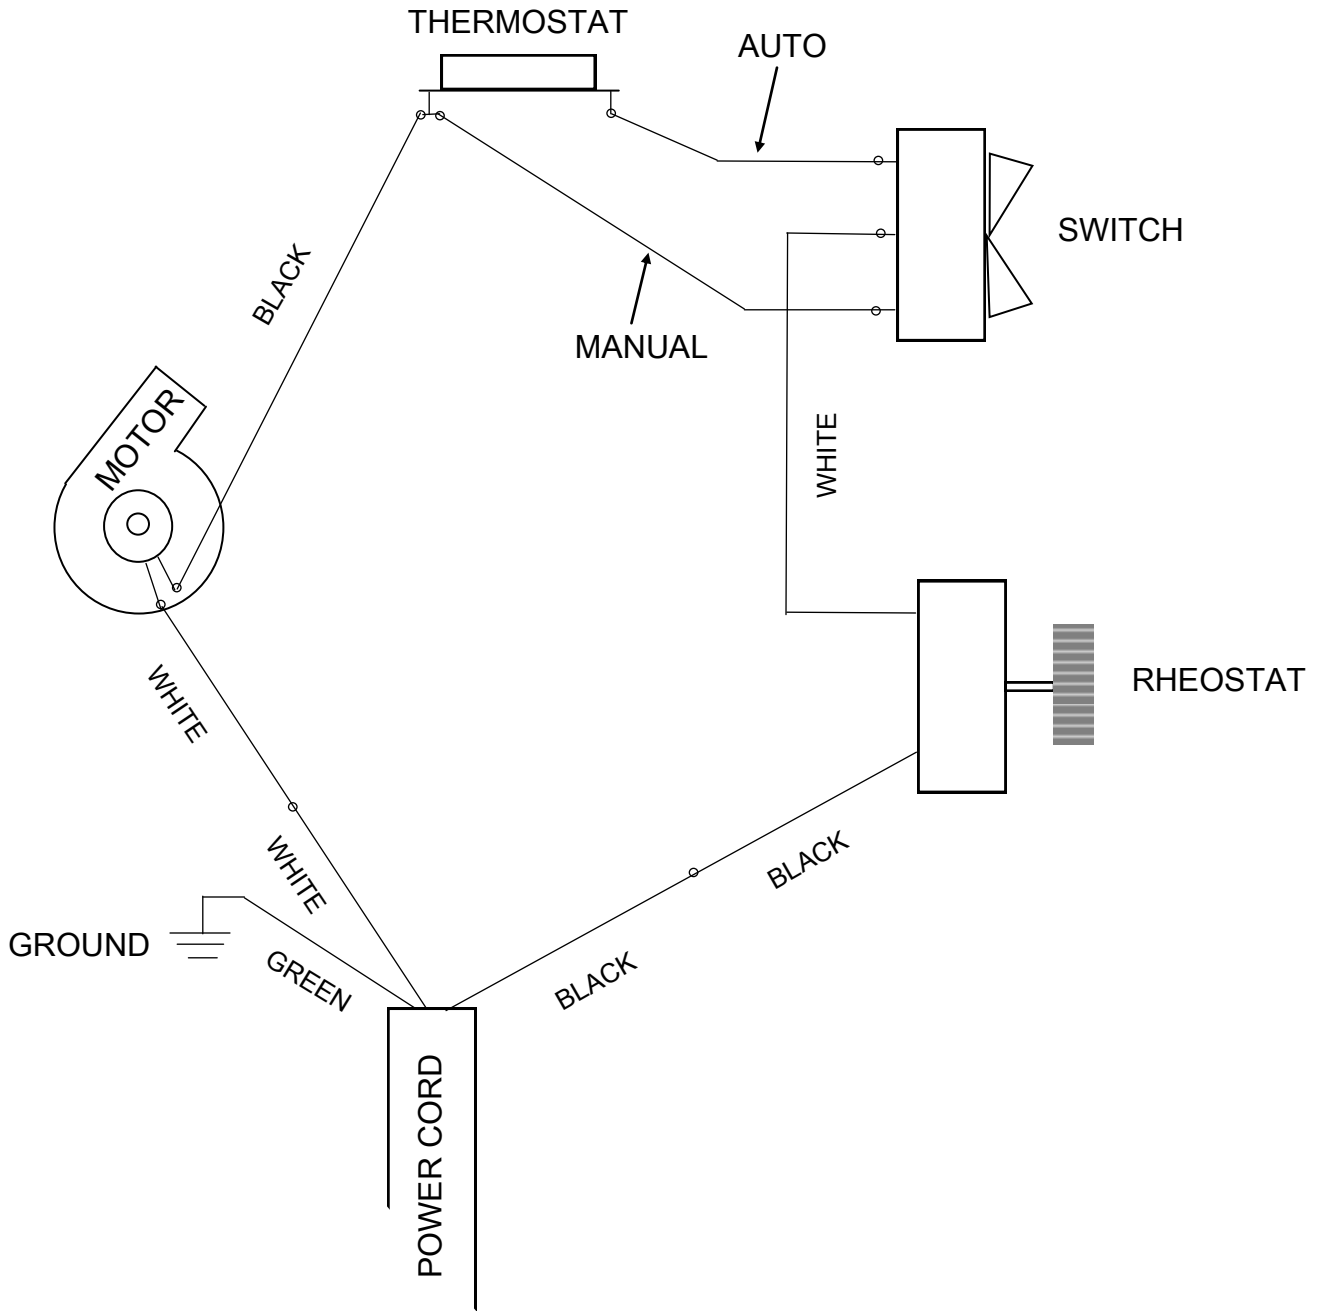 THERMOSTAT
AUTO
SWITCH
BLACK
MANUAL
MOTOR
WHITE
RHEOSTAT
WHITE
BLACK
WHITE
GROUND
GREEN
BLACK
POWER CORD